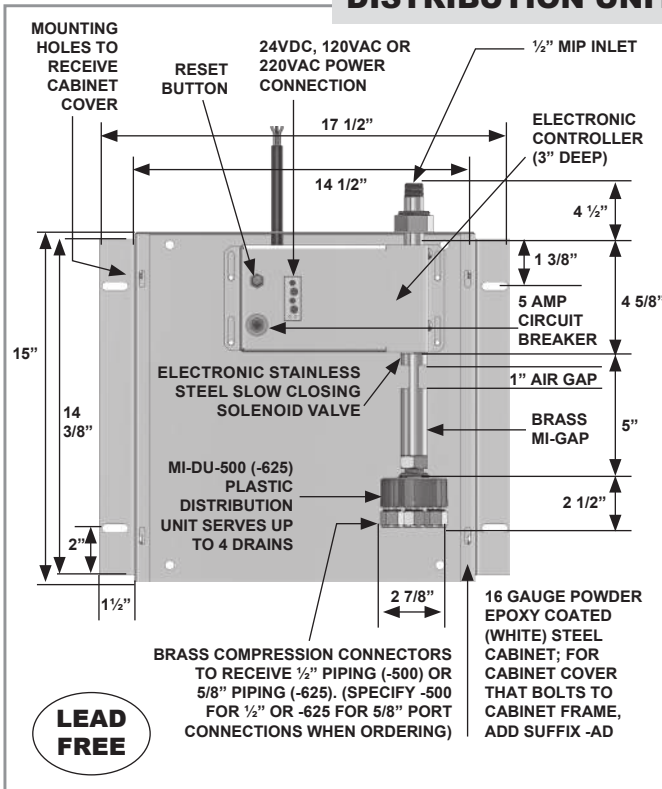 DISTRIBUTION UNIT
MOUNTING
HOLES TO
RECEIVE
CABINET
COVER
RESET
BUTTON
24VDC, 120VAC OR
220VAC POWER
CONNECTION
½” MIP INLET
17 1/2”
ELECTRONIC
CONTROLLER
(3” DEEP)
14 1/2”
4 ½”
1 3/8”
5 AMP
CIRCUIT
BREAKER
4 5/8”
15”
ELECTRONIC STAINLESS
STEEL SLOW CLOSING
SOLENOID VALVE
1” AIR GAP
14
3/8”
BRASS
MI-GAP
5”
MI-DU-500 (-625)
PLASTIC
DISTRIBUTION
UNIT SERVES UP
TO 4 DRAINS
2 1/2”
2”
1½”
2 7/8”
16 GAUGE POWDER
EPOXY COATED
(WHITE) STEEL
CABINET; FOR
CABINET COVER
THAT BOLTS TO
CABINET FRAME,
ADD SUFFIX -AD
BRASS COMPRESSION CONNECTORS
TO RECEIVE ½” PIPING (-500) OR
5/8” PIPING (-625). (SPECIFY -500
FOR ½” OR -625 FOR 5/8” PORT
CONNECTIONS WHEN ORDERING)
LEAD
FREE